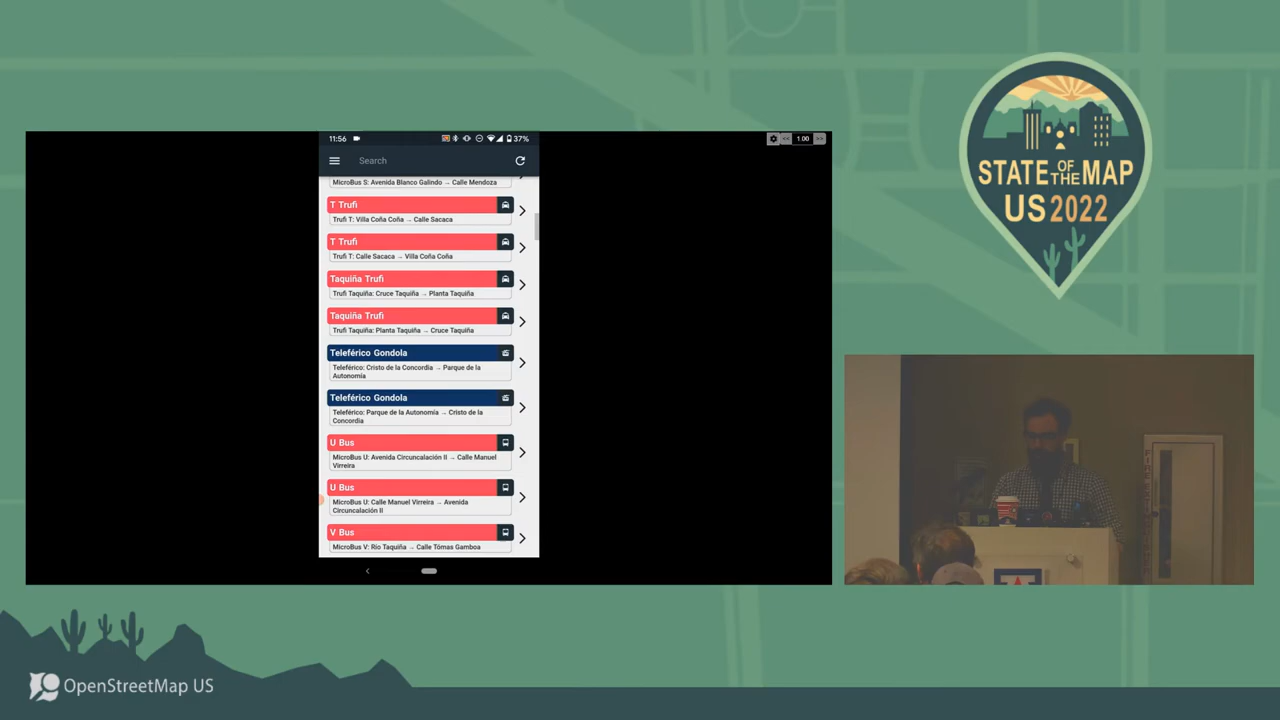 11:56
37%
1.00
Search
MicroBus S: Avenida Blanco Galindo → Calle Mendoza
T Trufi
Trufi T: Villa Coña Coña → Calle Sacaca
T Trufi
Trufi T: Calle Sacaca → Villa Coña Coña
Taquiña Trufi
Trufi Taquiña: Cruce Taquiña → Planta Taquiña
Taquiña Trufi
Trufi Taquiña: Planta Taquiña → Cruce Taquiña
Teleférico Gondola
Teleférico: Cristo de la Concordia → Parque de la
Autonomía
Teleférico Gondola
Teleférico: Parque de la Autonomía → Cristo de la
Concordia
U Bus
MicroBus U: Avenida Circuncalación II → Calle Manuel
Virreira
U Bus
MicroBus U: Calle Manuel Virreira → Avenida
Circuncalación II
V Bus
MicroBus V: Río Taquiña → Calle Tómas Gamboa
STATE OF THE MAP
US 2022
OpenStreetMap US